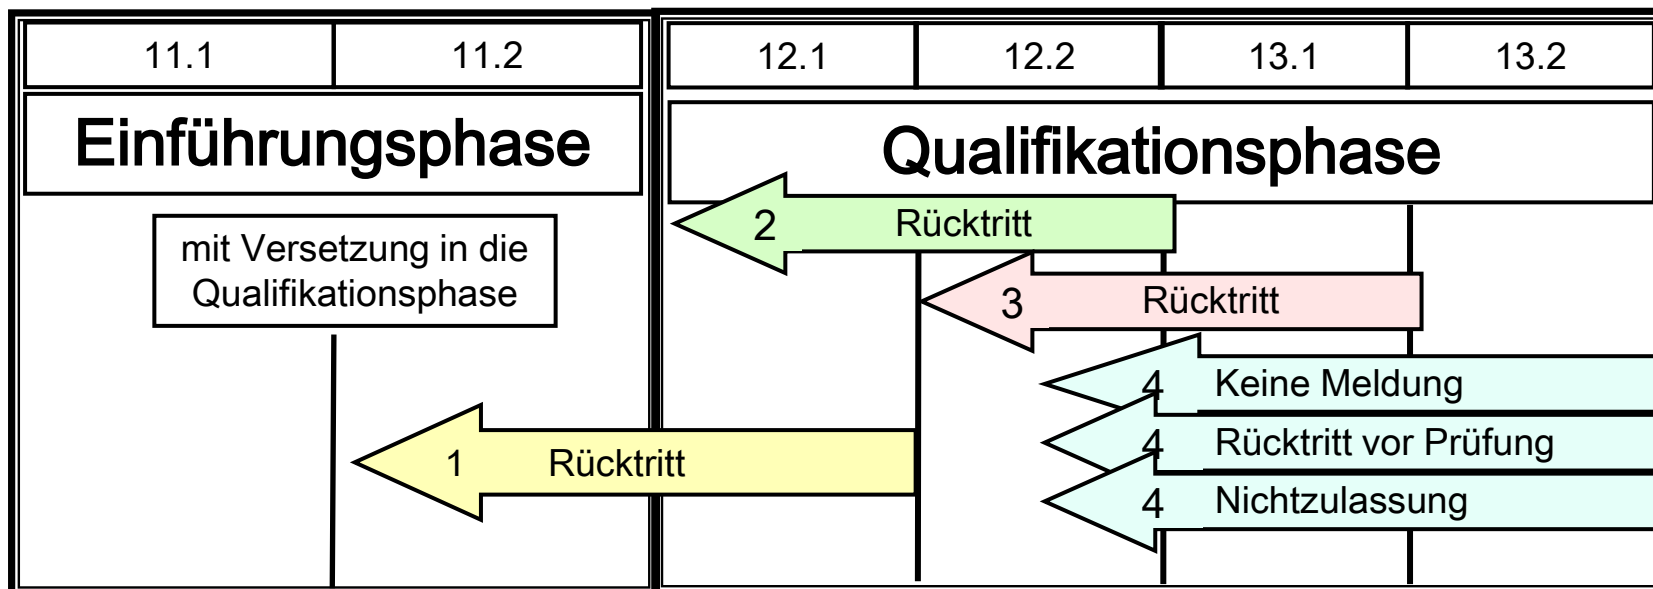 11.1 11.2 12.1 12.2 13.1 13.2
Einführungsphase
Qualifikationsphase
mit Versetzung in die
Qualifikationsphase
2 Rücktritt
3 Rücktritt
4 Keine Meldung
4 Rücktritt vor Prüfung
1 Rücktritt
4 Nichtzulassung